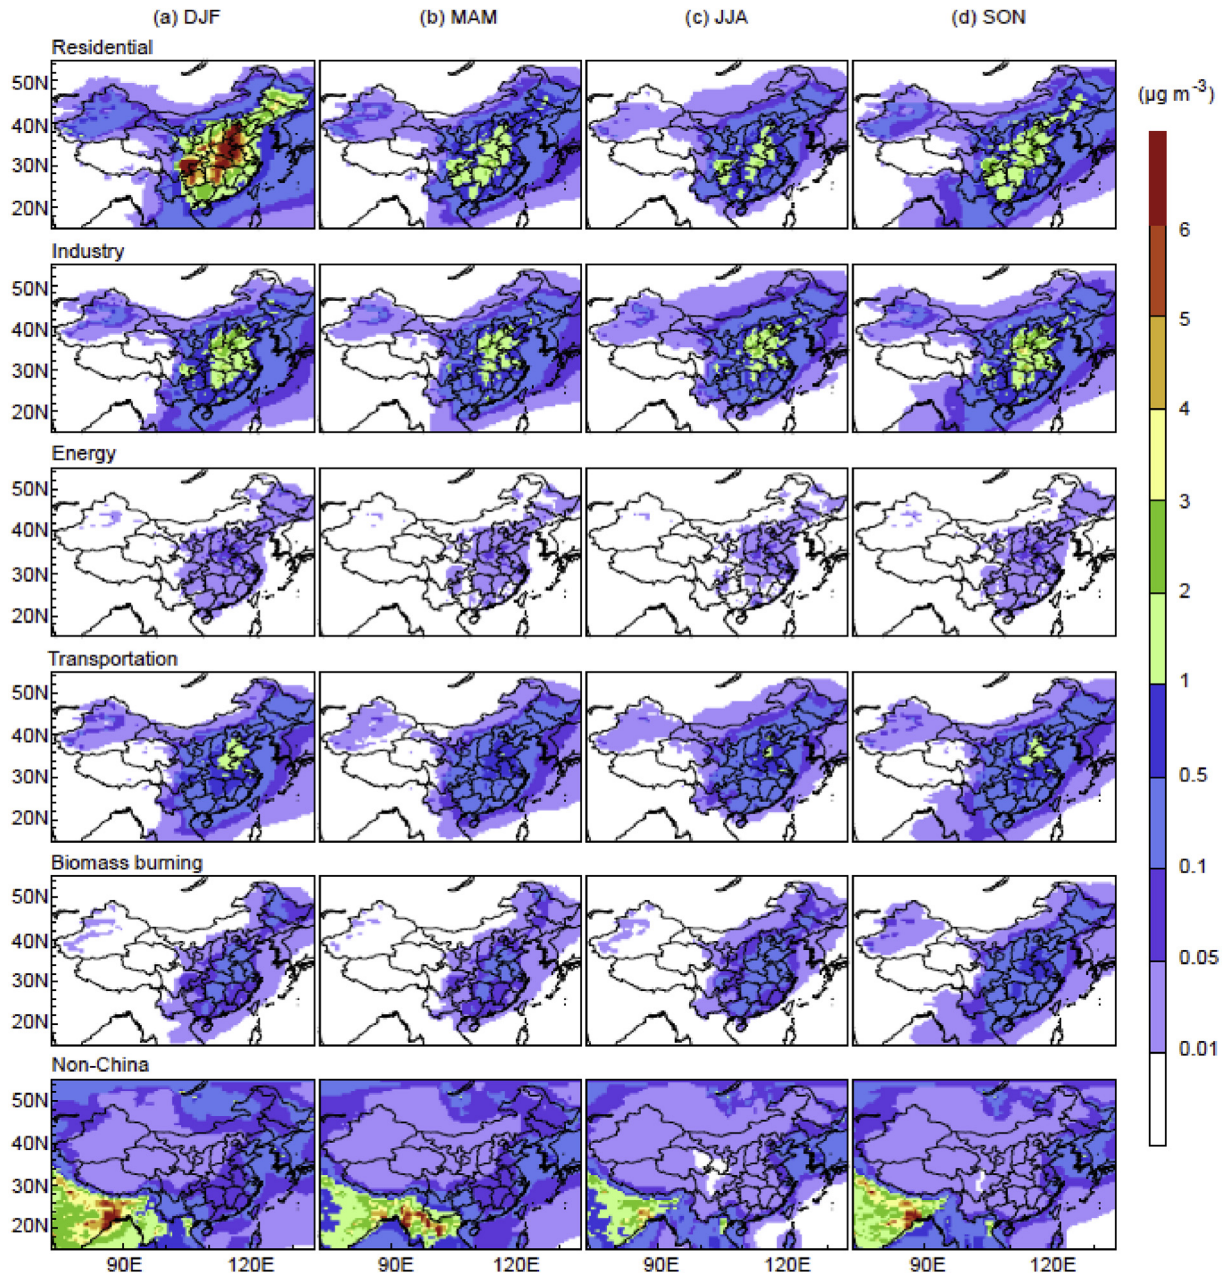 (a) DJF (b) MAM (c) JJA (d) SON
Residential
50N
40N
30N
20N
(µg m⁻³)
6
5
4
3
2
1
0.5
0.1
0.05
0.01
Industry
50N
40N
30N
20N
Energy
50N
40N
30N
20N
Transportation
50N
40N
30N
20N
Biomass burning
50N
40N
30N
20N
Non-China
50N
40N
30N
20N
90E 120E 90E 120E 90E 120E 90E 120E